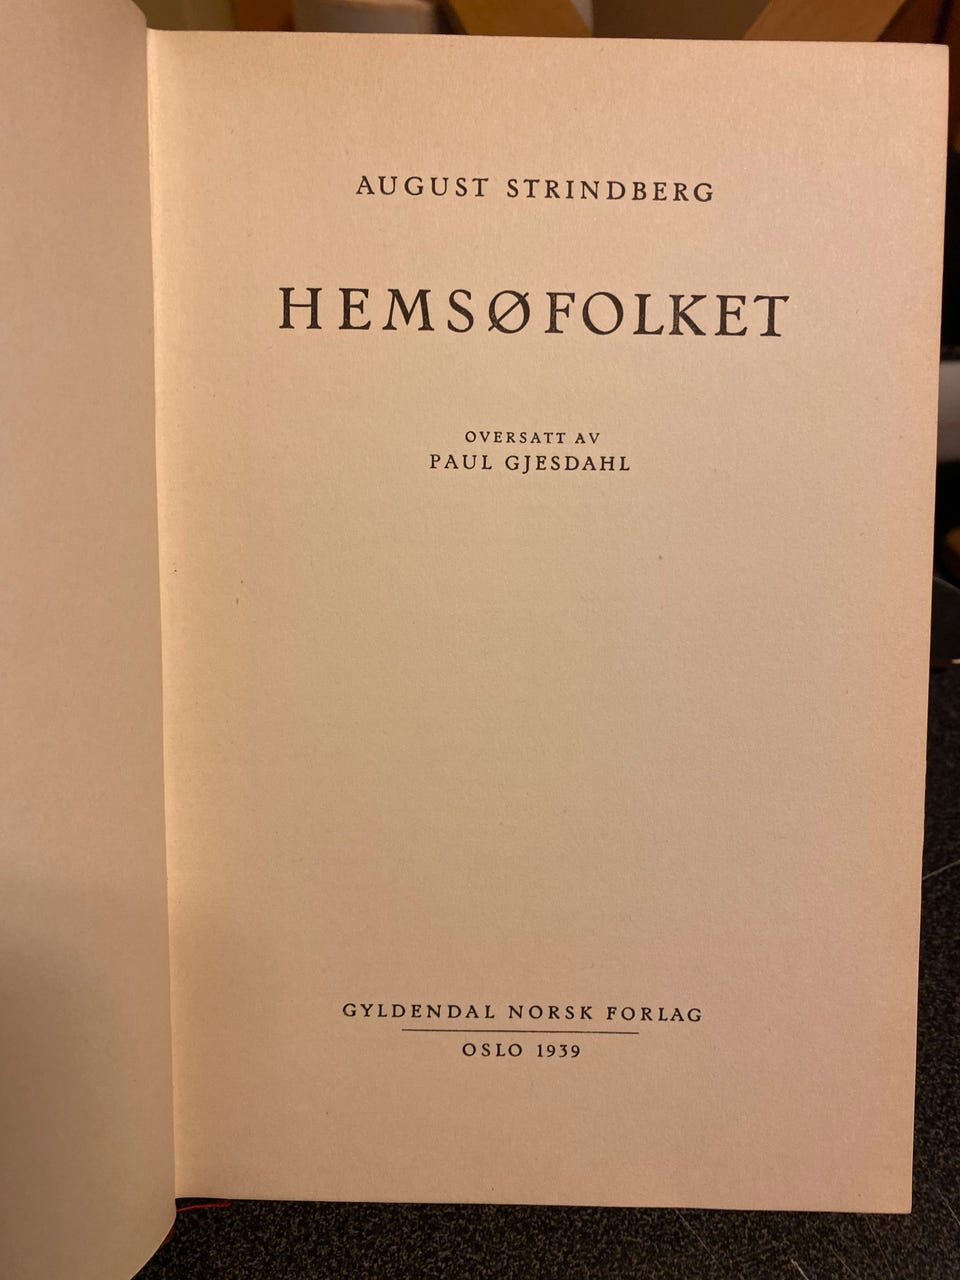 AUGUST STRINDBERG
HEMSØFOLKET
OVERSATT AV
PAUL GJESDAHL
GYLDENDAL NORSK FORLAG
OSLO 1939